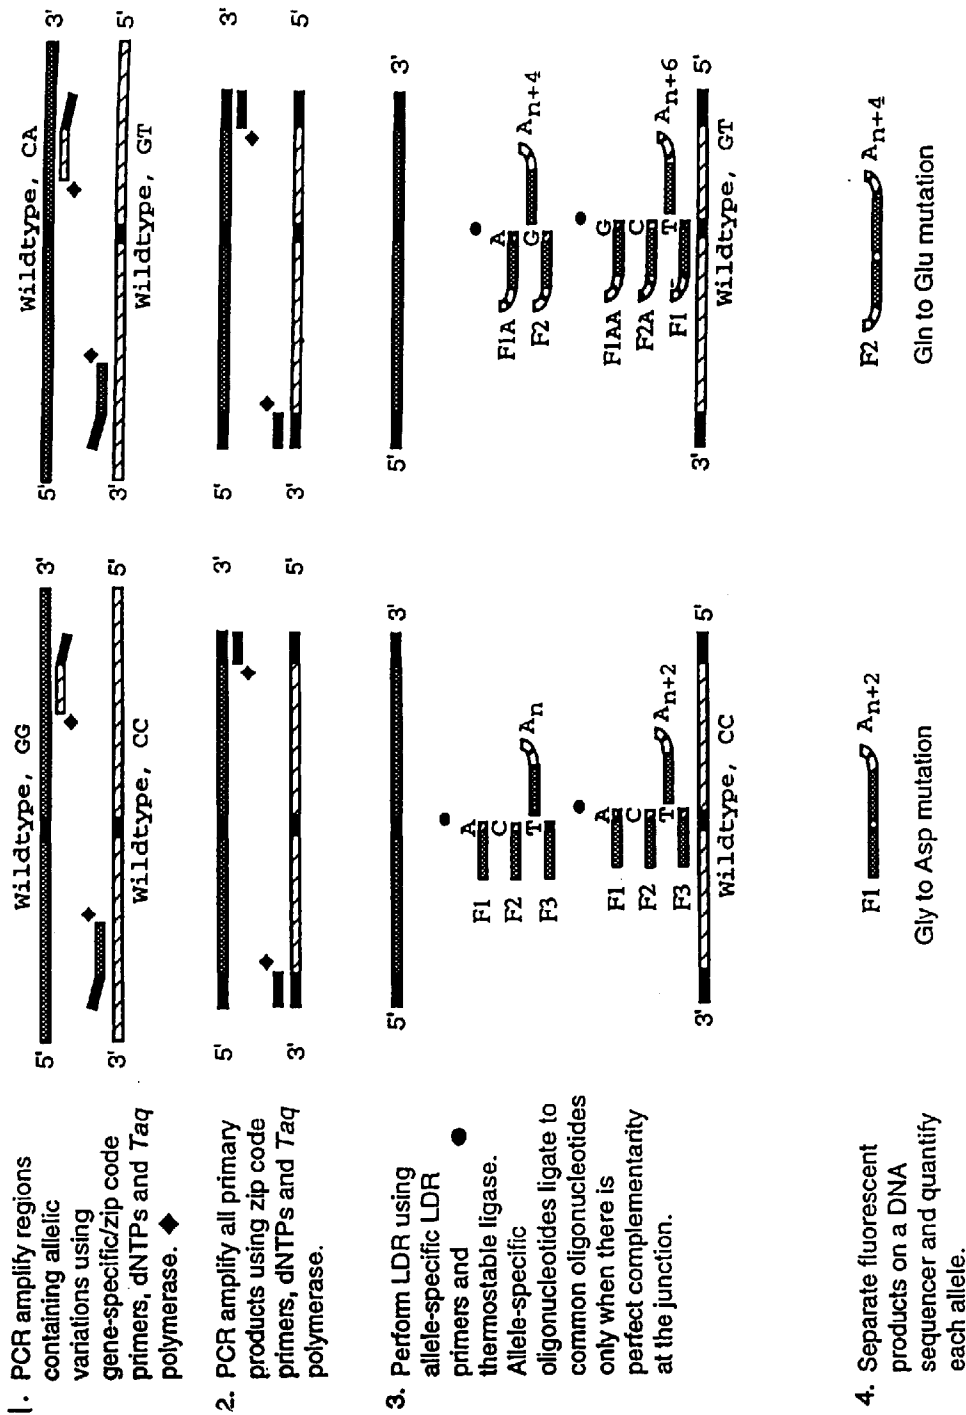 1. PCR amplify regions
containing allelic
variations using
gene-specific/zip code
primers, dNTPs and Taq
polymerase.
5' Wildtype, GG 3'
3' Wildtype, CC 5'
5' Wildtype, CA 3'
3' Wildtype, GT 5'
2. PCR amplify all primary
products using zip code
primers, dNTPs and Taq
polymerase.
5' 3'
3' 5'
5' 3'
3' 5'
3. Perform LDR using
allele-specific LDR
primers and
thermostable ligase.
Allele-specific
oligonucleotides ligate to
common oligonucleotides
only when there is
perfect complementarity
at the junction.
5' 3'
F1 A
F2 C
F3 T An
F1 A
F2 C
F3 T An+2
3' Wildtype, CC 5'
5' 3'
F1A A
F2 G An+4
F1AA G
F2A C
F1 T An+6
3' Wildtype, GT 5'
4. Separate fluorescent
products on a DNA
sequencer and quantify
each allele.
F1 An+2
Gly to Asp mutation
F2 An+4
Gln to Glu mutation